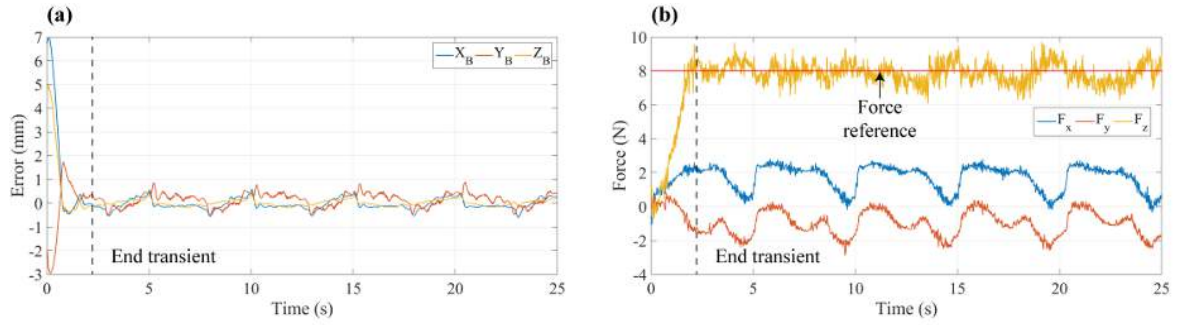 (a)
7
6
5
4
3
2
1
0
-1
-2
-3
Error (mm)
X_B Y_B Z_B
End transient
0 5 10 15 20 25
Time (s)
(b)
10
8
6
4
2
0
-2
-4
Force (N)
Force
reference
F_x F_y F_z
End transient
0 5 10 15 20 25
Time (s)